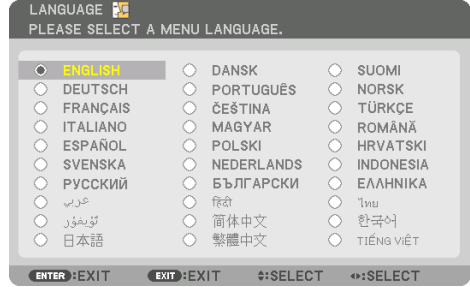 LANGUAGE
PLEASE SELECT A MENU LANGUAGE.
ENGLISH DANSK SUOMI
DEUTSCH PORTUGUÊS NORSK
FRANÇAIS ČEŠTINA TÜRKÇE
ITALIANO MAGYAR ROMÂNĂ
ESPAÑOL POLSKI HRVATSKI
SVENSKA NEDERLANDS INDONESIA
РУССКИЙ БЪЛГАРСКИ ΕΛΛΗΝΙΚΑ
عربي हिंदी ไทย
ئۇيغۇر 简体中文 한국어
日本語 繁體中文 TIẾNG VIỆT
ENTER:EXIT EXIT:EXIT :SELECT :SELECT